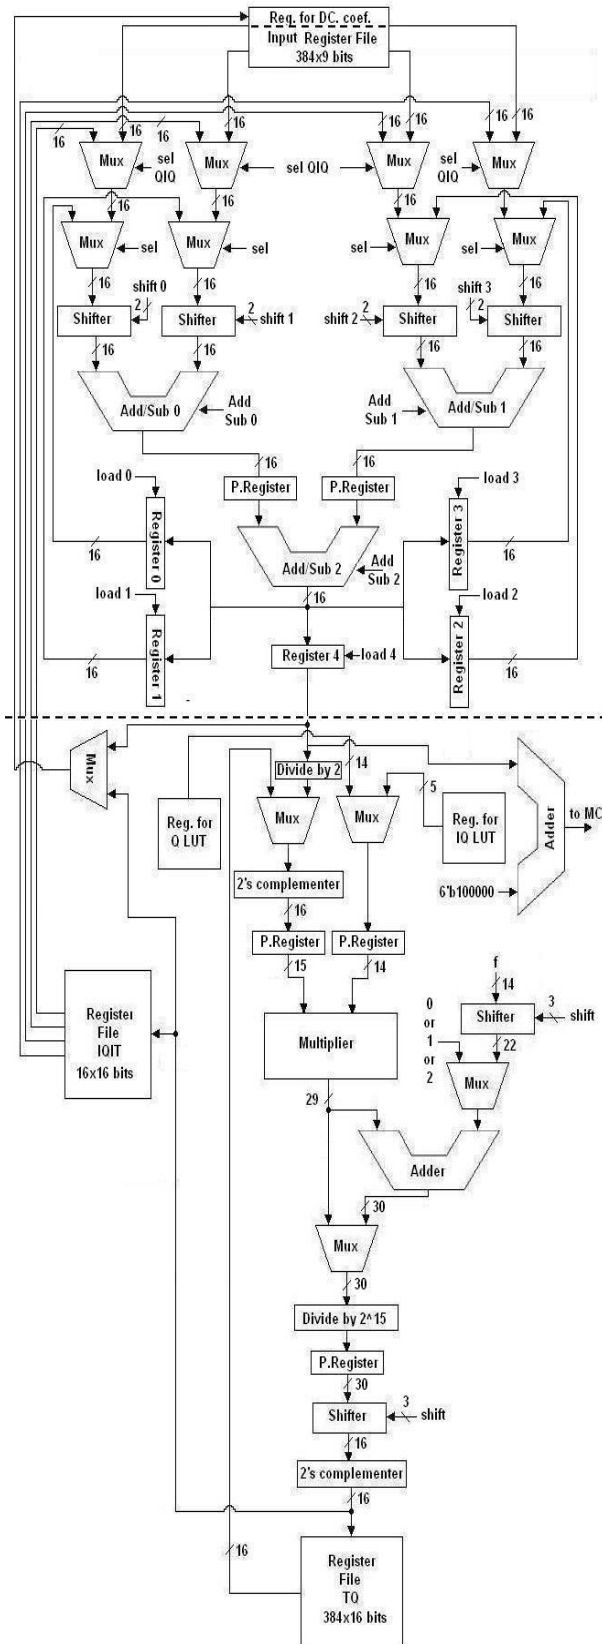 Reg. for DC. coef.
Input Register File
384x9 bits
16 16 16 16 16 16 16 16
Mux Mux Mux Mux
sel QIQ sel QIQ sel QIQ
16 16 16 16
Mux Mux Mux Mux
sel sel sel sel
16 16 16 16
shift 0 shift 3
2 2 2 2
Shifter Shifter shift 1 shift 2 Shifter Shifter
16 16 16 16
Add/Sub 0 Add Sub 0 Add Sub 1 Add/Sub 1
16 16
load 0 P.Register P.Register load 3
Register 0 Register 3
Add/Sub 2 Add Sub 2
16 16 16
load 1 load 2
Register 1 Register 4 load 4 Register 2
16 16
Mux Divide by 2 14
Reg. for Q LUT Mux Mux 5 Reg. for IQ LUT Adder to MC
2's complementer 6'b100000
16
P.Register P.Register
15 14 f
14
Register File IQIT 16x16 bits
Multiplier 0 or 1 or 2 Shifter 3 shift
22
Mux
29
Adder
30
Mux
30
Divide by 2^15
P.Register
30
Shifter 3 shift
16
2's complementer
16
16
Register
File
TQ
384x16 bits